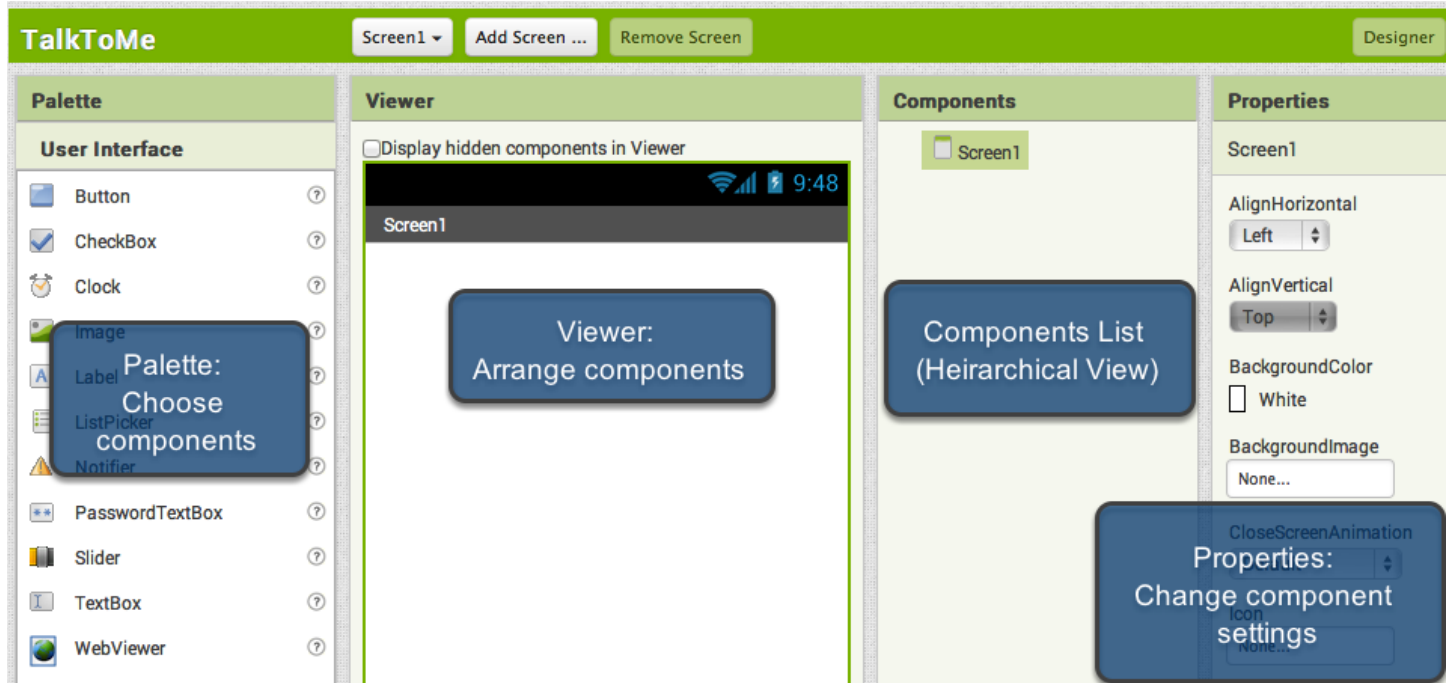 TalkToMe
Screen1
Add Screen ...
Remove Screen
Designer
Palette
User Interface
Button
CheckBox
Clock
Image
Label
ListPicker
Notifier
PasswordTextBox
Slider
TextBox
WebViewer
Palette:
Choose
components
Viewer
Display hidden components in Viewer
9:48
Screen1
Viewer:
Arrange components
Components
Screen1
Components List
(Heirarchical View)
Properties
Screen1
AlignHorizontal
Left
AlignVertical
Top
BackgroundColor
White
BackgroundImage
None...
CloseScreenAnimation
Icon
None...
Properties:
Change component
settings